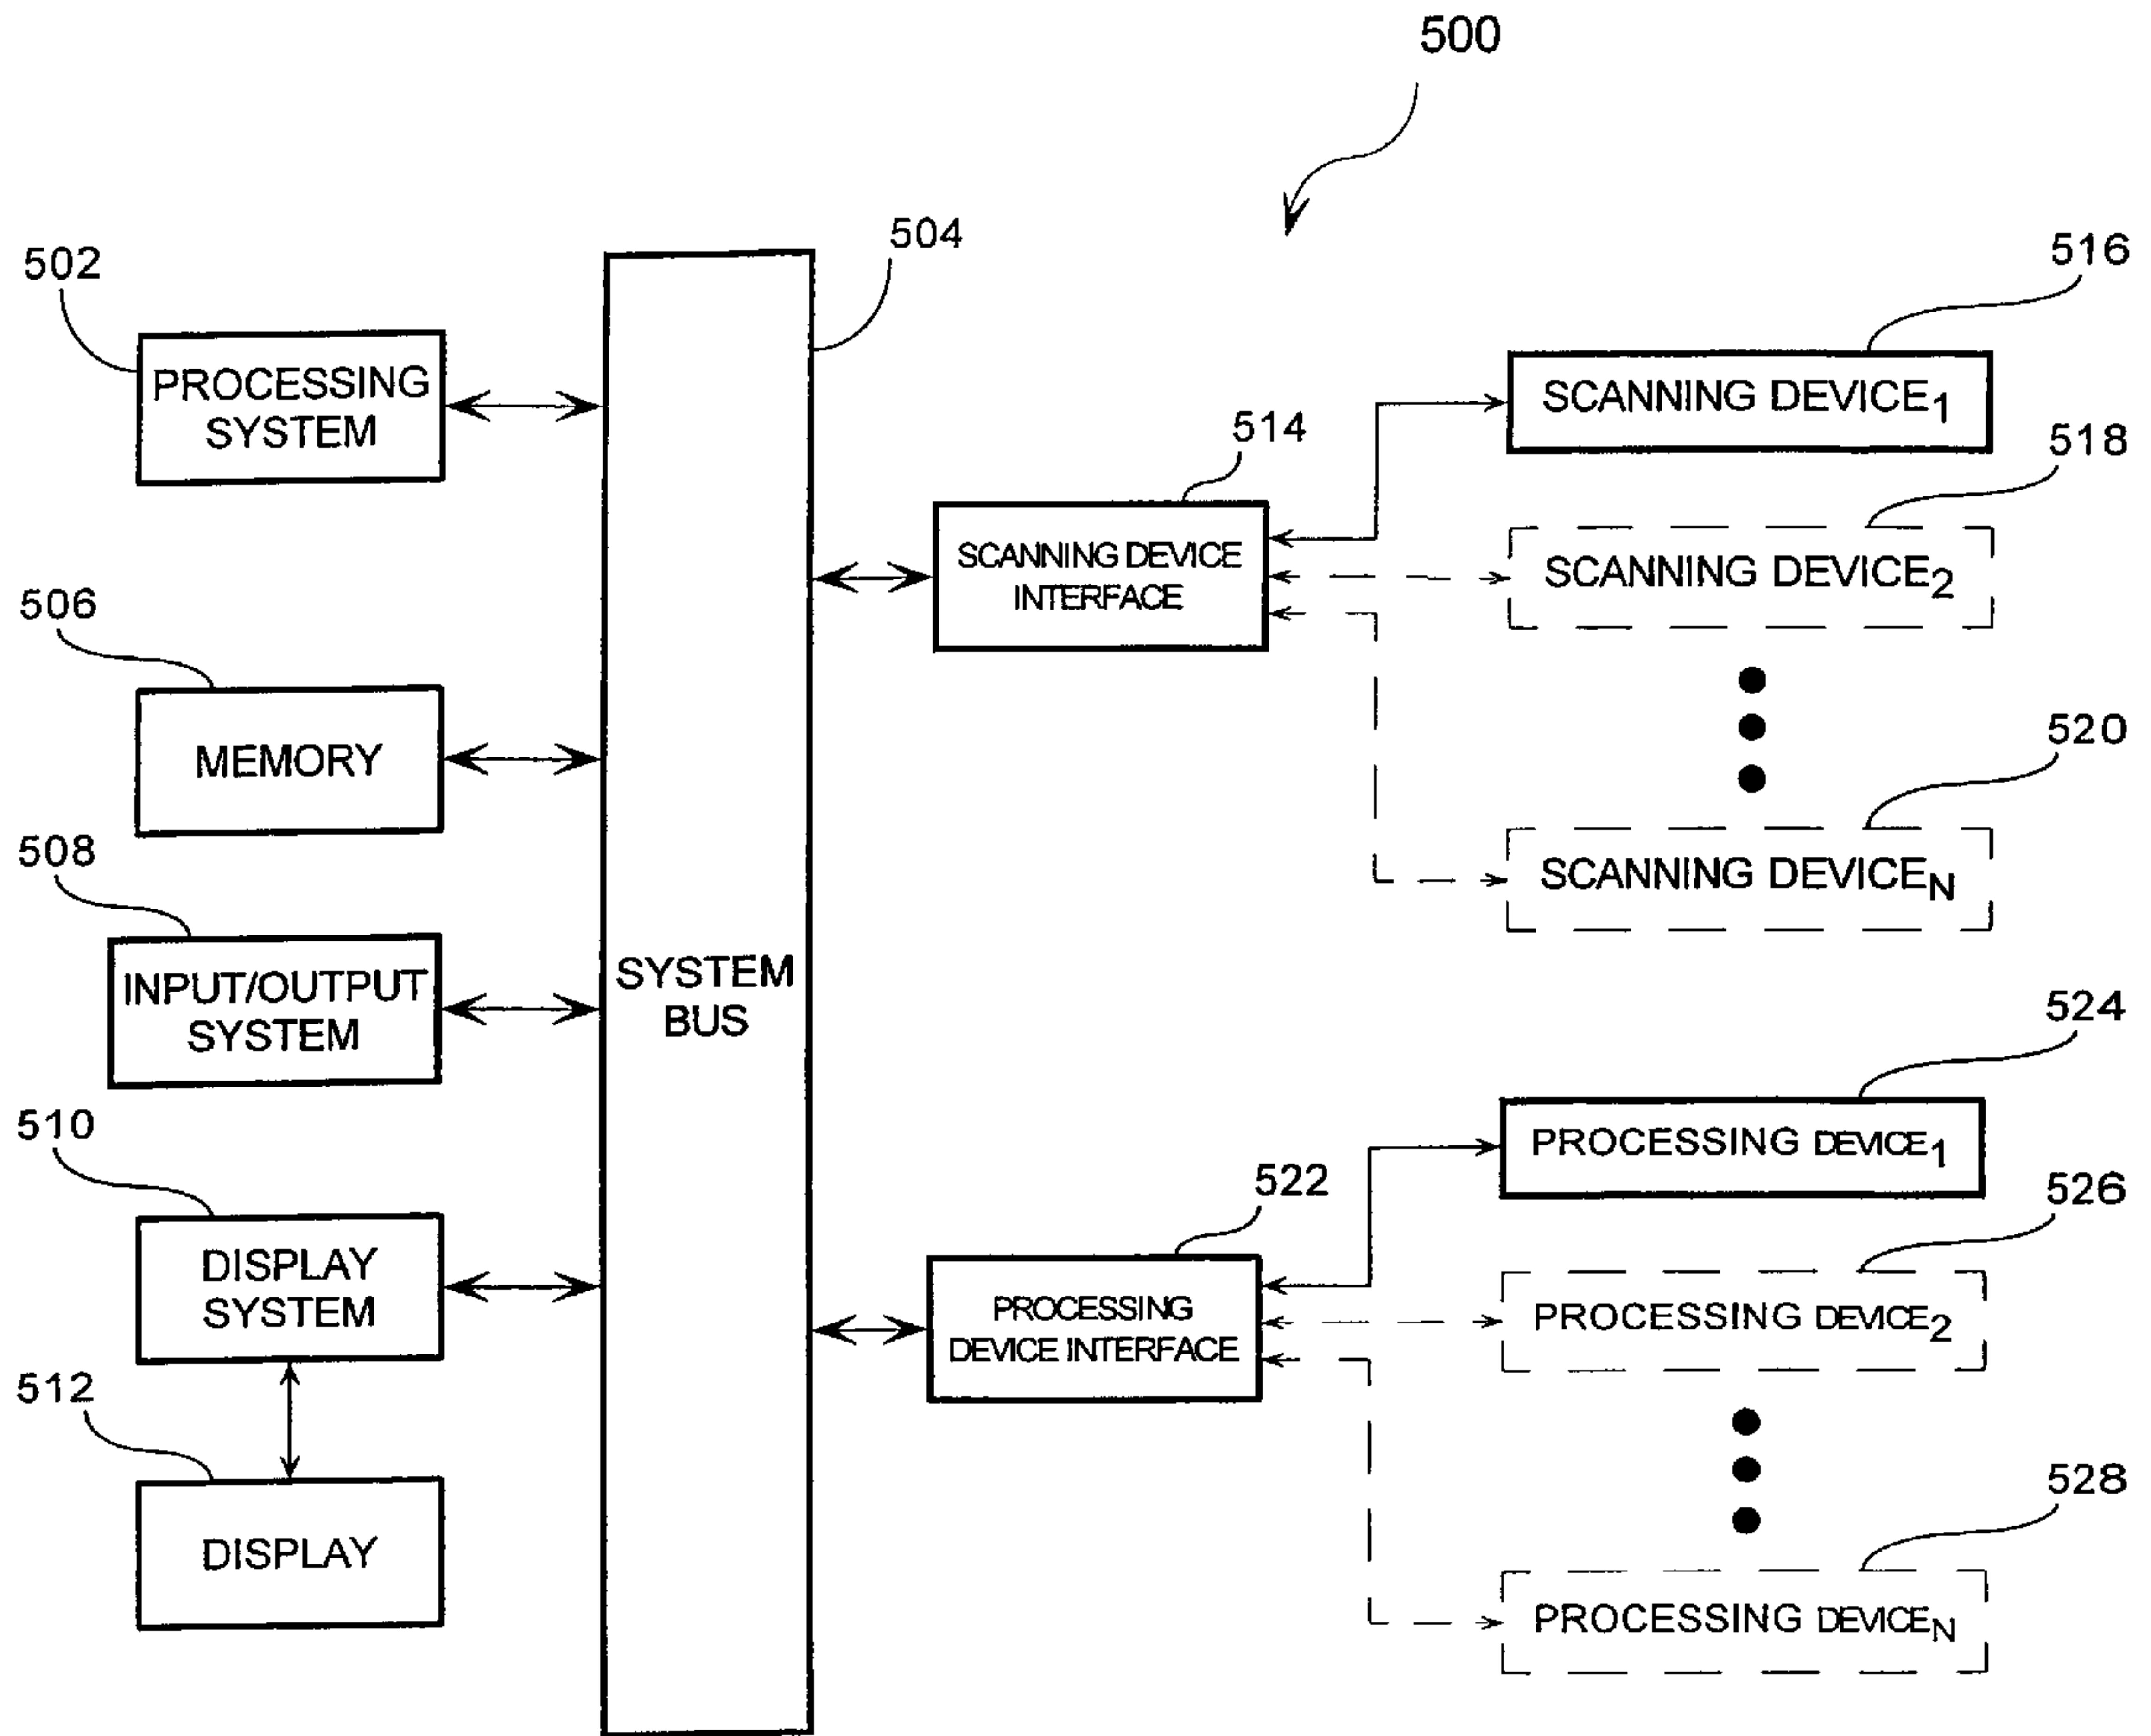 500
504
502
516
PROCESSING
SYSTEM
SCANNING DEVICE1
514
518
SCANNING DEVICE
INTERFACE
SCANNING DEVICE2
506
520
MEMORY
SCANNING DEVICEN
508
INPUT/OUTPUT
SYSTEM
SYSTEM
BUS
524
510
PROCESSING DEVICE1
522
526
DISPLAY
SYSTEM
PROCESSING
DEVICE INTERFACE
PROCESSING DEVICE2
512
528
DISPLAY
PROCESSING DEVICEN